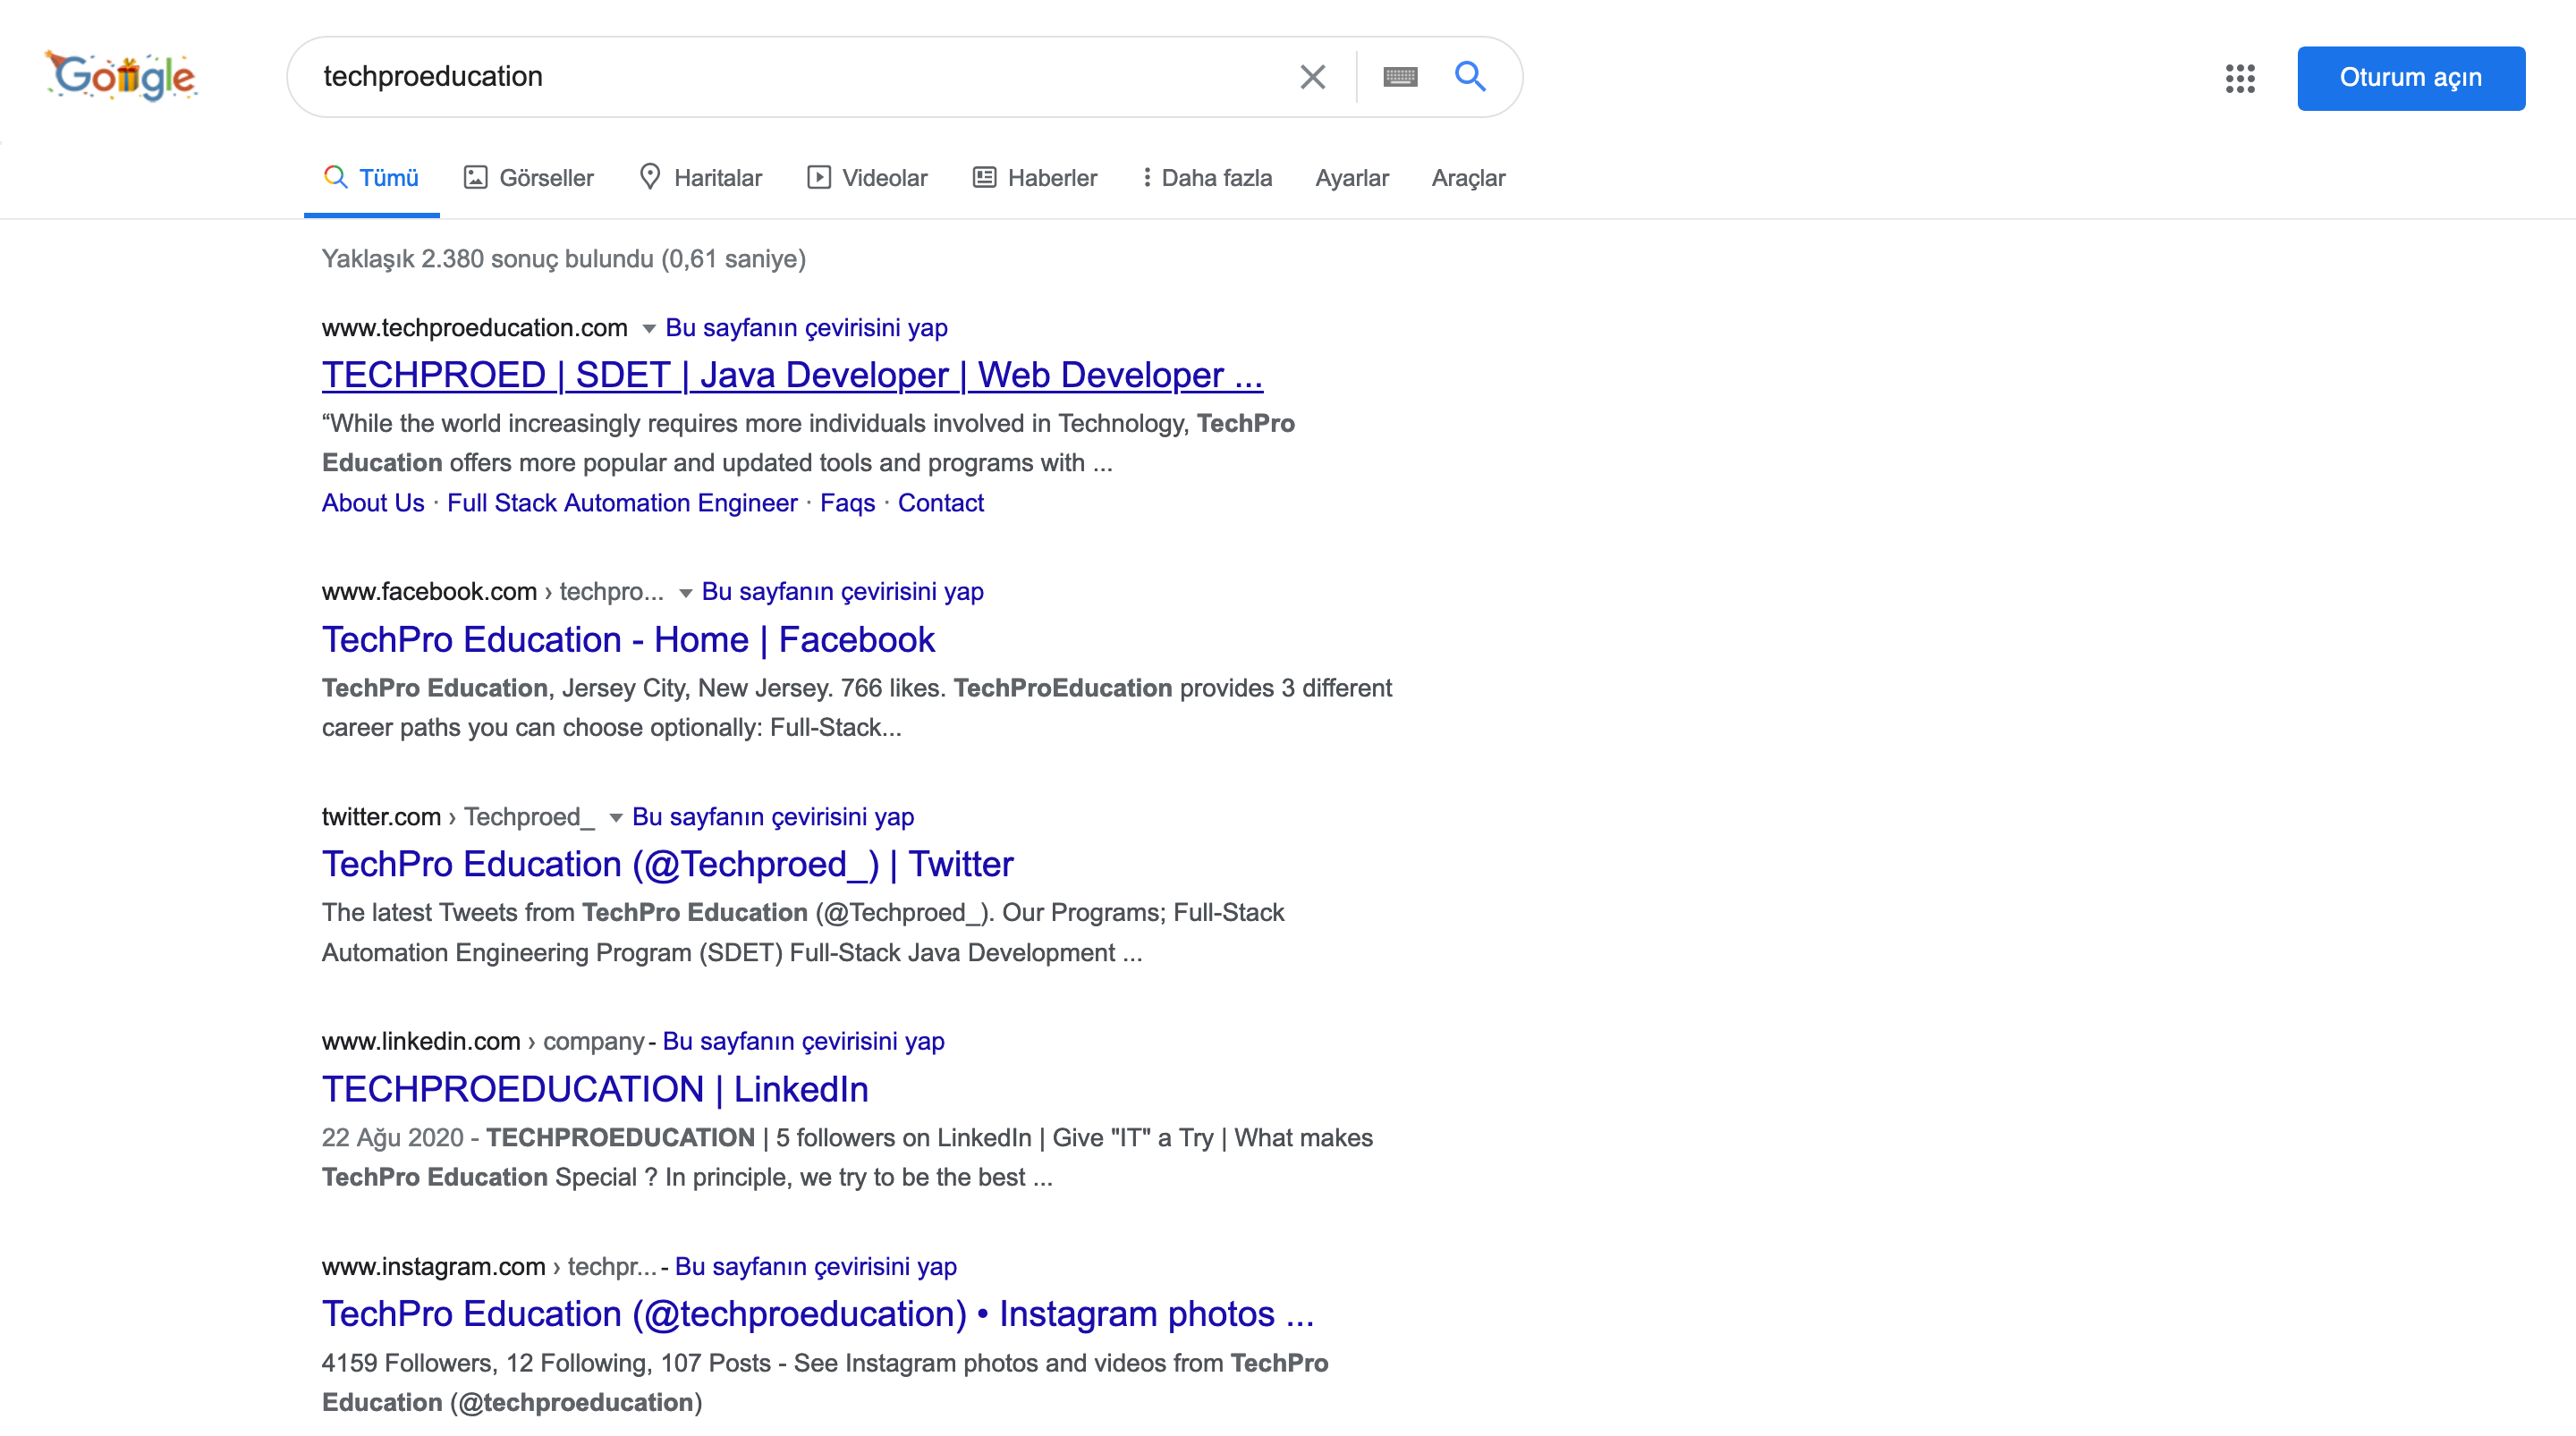 Google
techproeducation
Oturum açın
Tümü Görseller Haritalar Videolar Haberler Daha fazla Ayarlar Araçlar
Yaklaşık 2.380 sonuç bulundu (0,61 saniye)
www.techproeducation.com Bu sayfanın çevirisini yap
TECHPROED | SDET | Java Developer | Web Developer ...
“While the world increasingly requires more individuals involved in Technology, TechPro
Education offers more popular and updated tools and programs with ...
About Us · Full Stack Automation Engineer · Faqs · Contact
www.facebook.com › techpro... Bu sayfanın çevirisini yap
TechPro Education - Home | Facebook
TechPro Education, Jersey City, New Jersey. 766 likes. TechProEducation provides 3 different
career paths you can choose optionally: Full-Stack...
twitter.com › Techproed_ Bu sayfanın çevirisini yap
TechPro Education (@Techproed_) | Twitter
The latest Tweets from TechPro Education (@Techproed_). Our Programs; Full-Stack
Automation Engineering Program (SDET) Full-Stack Java Development ...
www.linkedin.com › company - Bu sayfanın çevirisini yap
TECHPROEDUCATION | LinkedIn
22 Ağu 2020 - TECHPROEDUCATION | 5 followers on LinkedIn | Give "IT" a Try | What makes
TechPro Education Special ? In principle, we try to be the best ...
www.instagram.com › techpr... - Bu sayfanın çevirisini yap
TechPro Education (@techproeducation) • Instagram photos ...
4159 Followers, 12 Following, 107 Posts - See Instagram photos and videos from TechPro
Education (@techproeducation)